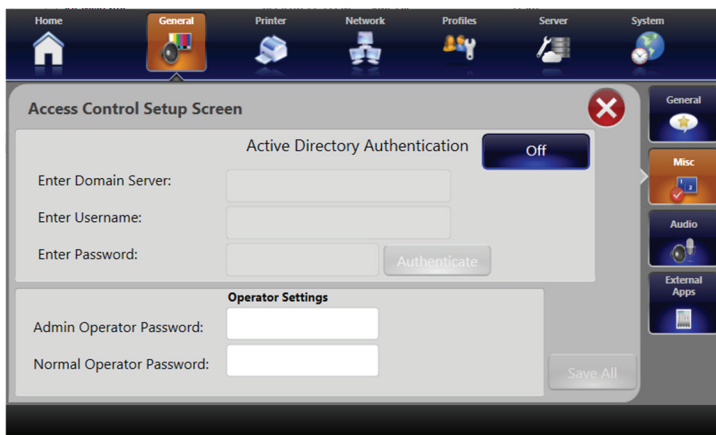 Home General Printer Network Profiles Server System
Access Control Setup Screen
General
Active Directory Authentication Off
Misc
Enter Domain Server:
Enter Username:
Audio
Enter Password: Authenticate
External
Apps
Operator Settings
Admin Operator Password:
Normal Operator Password:
Save All